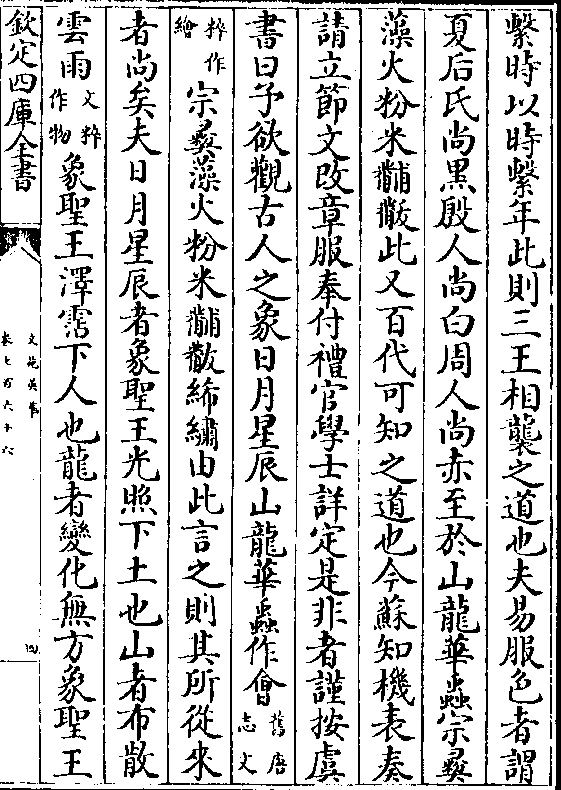 繫時以時繫年此則三王相襲之道也夫易服色者謂
夏后氏尚黑殷人尚白周人尚赤至於山龍華蟲宗彞
藻火粉米黼黻此又百代可知之道也今蘇知機表奏
請立節文改章服奉付禮官學士詳定是非者謹按虞
書曰予欲觀古人之象日月星辰山龍華蟲作㑹舊唐志文
粹作繪宗彞藻火粉米黼黻絺繡由此言之則其所從來
者尚矣夫日月星辰者象聖王光照下土也山者布散
雲雨文粹作物象聖王澤霑下人也龍者變化無方象聖王
欽定四庫全書
文苑英華
卷七百六十六
四